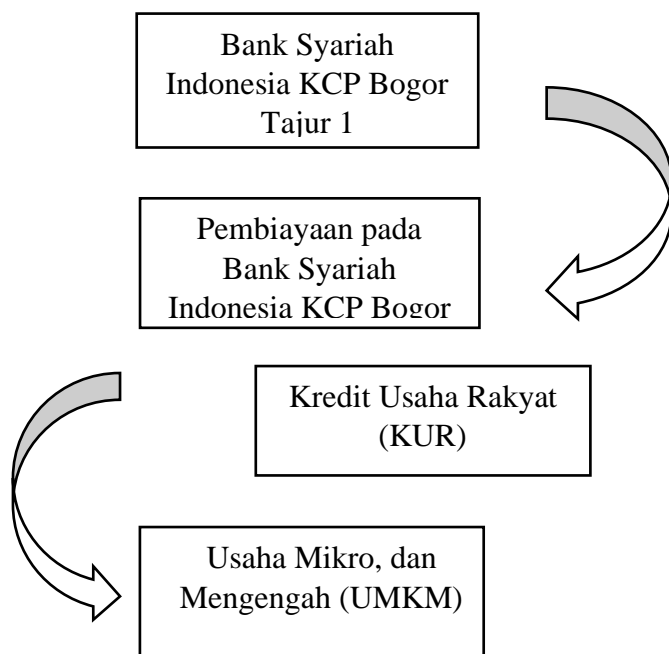 Bank Syariah
Indonesia KCP Bogor
Tajur 1
Pembiayaan pada
Bank Syariah
Indonesia KCP Bogor
Kredit Usaha Rakyat
(KUR)
Usaha Mikro, dan
Mengengah (UMKM)